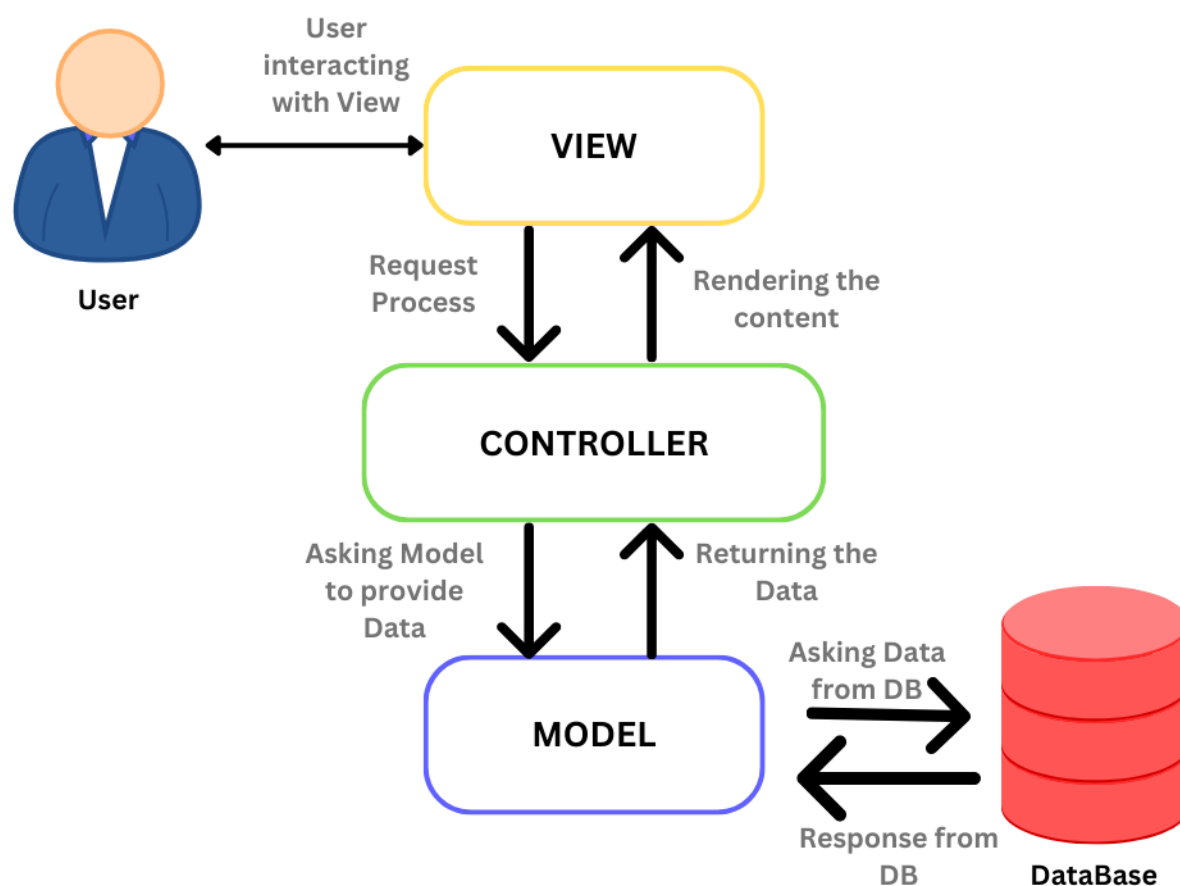 User
interacting
with View
VIEW
User
Request
Process
Rendering the
content
CONTROLLER
Asking Model
to provide
Data
Returning the
Data
MODEL
Asking Data
from DB
Response from
DB
DataBase